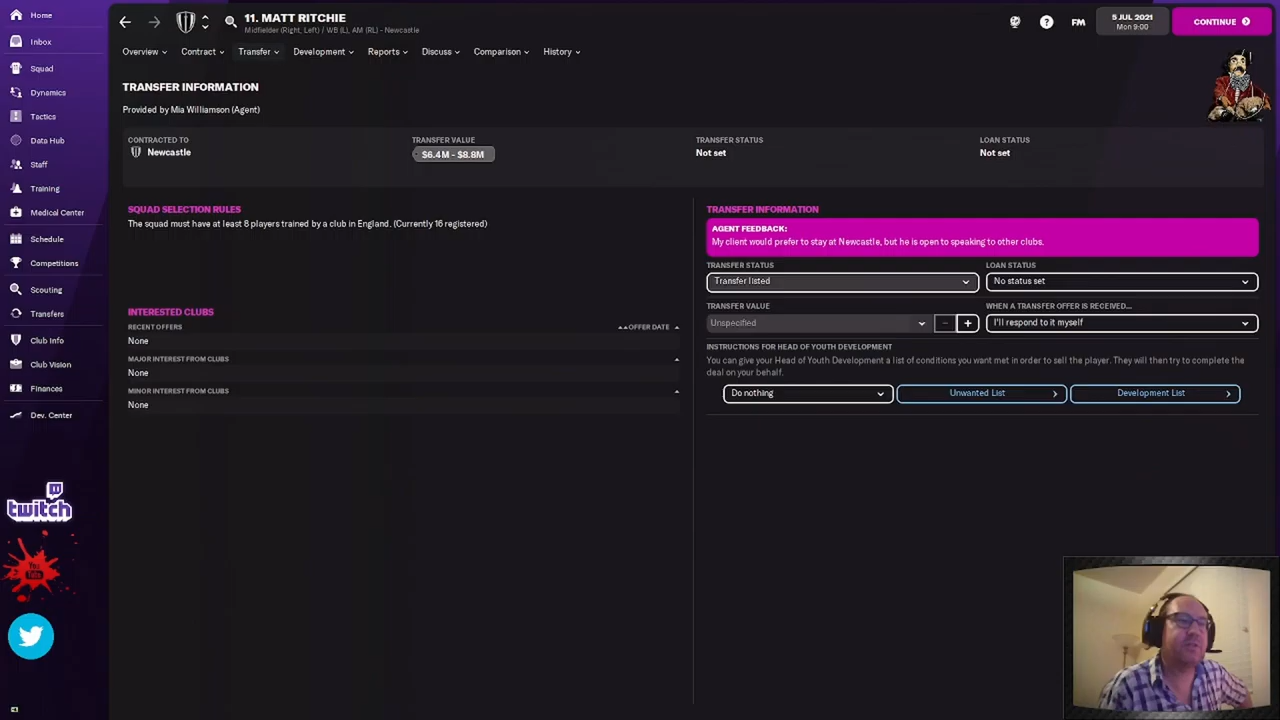 Home
Inbox
Squad
Dynamics
Tactics
Data Hub
Staff
Training
Medical Center
Schedule
Competitions
Scouting
Transfers
Club Info
Club Vision
Finances
Dev. Center
twitch
You
Tube
11. MATT RITCHIE
Midfielder (Right, Left) / WB (L), AM (RL) - Newcastle
?
FM
5 JUL 2021
Mon 9:00
CONTINUE
Overview
Contract
Transfer
Development
Reports
Discuss
Comparison
History
TRANSFER INFORMATION
Provided by Mia Williamson (Agent)
CONTRACTED TO
Newcastle
TRANSFER VALUE
$6.4M - $8.8M
TRANSFER STATUS
Not set
LOAN STATUS
Not set
SQUAD SELECTION RULES
The squad must have at least 8 players trained by a club in England. (Currently 16 registered)
INTERESTED CLUBS
RECENT OFFERS
OFFER DATE
None
MAJOR INTEREST FROM CLUBS
None
MINOR INTEREST FROM CLUBS
None
TRANSFER INFORMATION
AGENT FEEDBACK:
My client would prefer to stay at Newcastle, but he is open to speaking to other clubs.
TRANSFER STATUS
Transfer listed
LOAN STATUS
No status set
TRANSFER VALUE
Unspecified
- +
WHEN A TRANSFER OFFER IS RECEIVED...
I'll respond to it myself
INSTRUCTIONS FOR HEAD OF YOUTH DEVELOPMENT
You can give your Head of Youth Development a list of conditions you want met in order to sell the player. They will then try to complete the
deal on your behalf.
Do nothing
Unwanted List
Development List